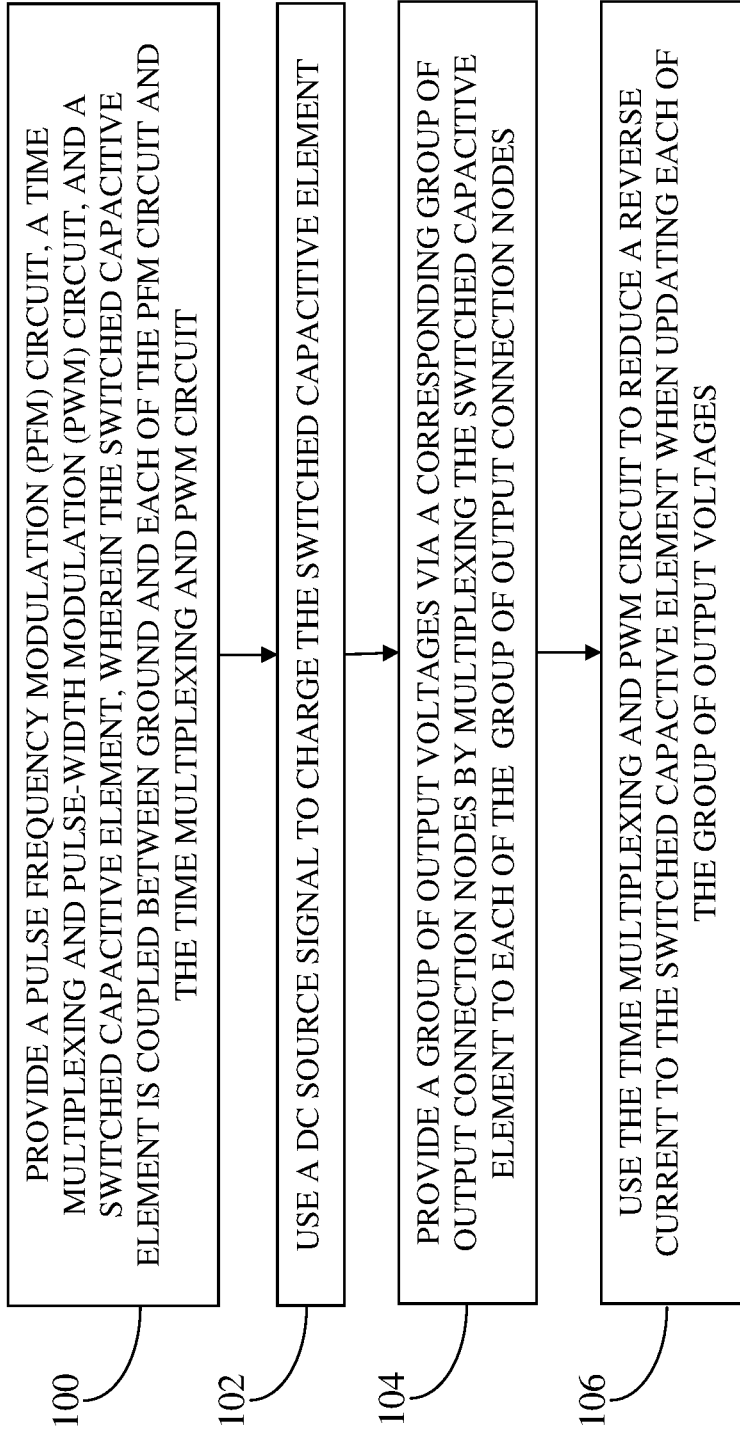 100
PROVIDE A PULSE FREQUENCY MODULATION (PFM) CIRCUIT, A TIME
MULTIPLEXING AND PULSE-WIDTH MODULATION (PWM) CIRCUIT, AND A
SWITCHED CAPACITIVE ELEMENT, WHEREIN THE SWITCHED CAPACITIVE
ELEMENT IS COUPLED BETWEEN GROUND AND EACH OF THE PFM CIRCUIT AND
THE TIME MULTIPLEXING AND PWM CIRCUIT
102
USE A DC SOURCE SIGNAL TO CHARGE THE SWITCHED CAPACITIVE ELEMENT
104
PROVIDE A GROUP OF OUTPUT VOLTAGES VIA A CORRESPONDING GROUP OF
OUTPUT CONNECTION NODES BY MULTIPLEXING THE SWITCHED CAPACITIVE
ELEMENT TO EACH OF THE GROUP OF OUTPUT CONNECTION NODES
106
USE THE TIME MULTIPLEXING AND PWM CIRCUIT TO REDUCE A REVERSE
CURRENT TO THE SWITCHED CAPACTIVE ELEMENT WHEN UPDATING EACH OF
THE GROUP OF OUTPUT VOLTAGES